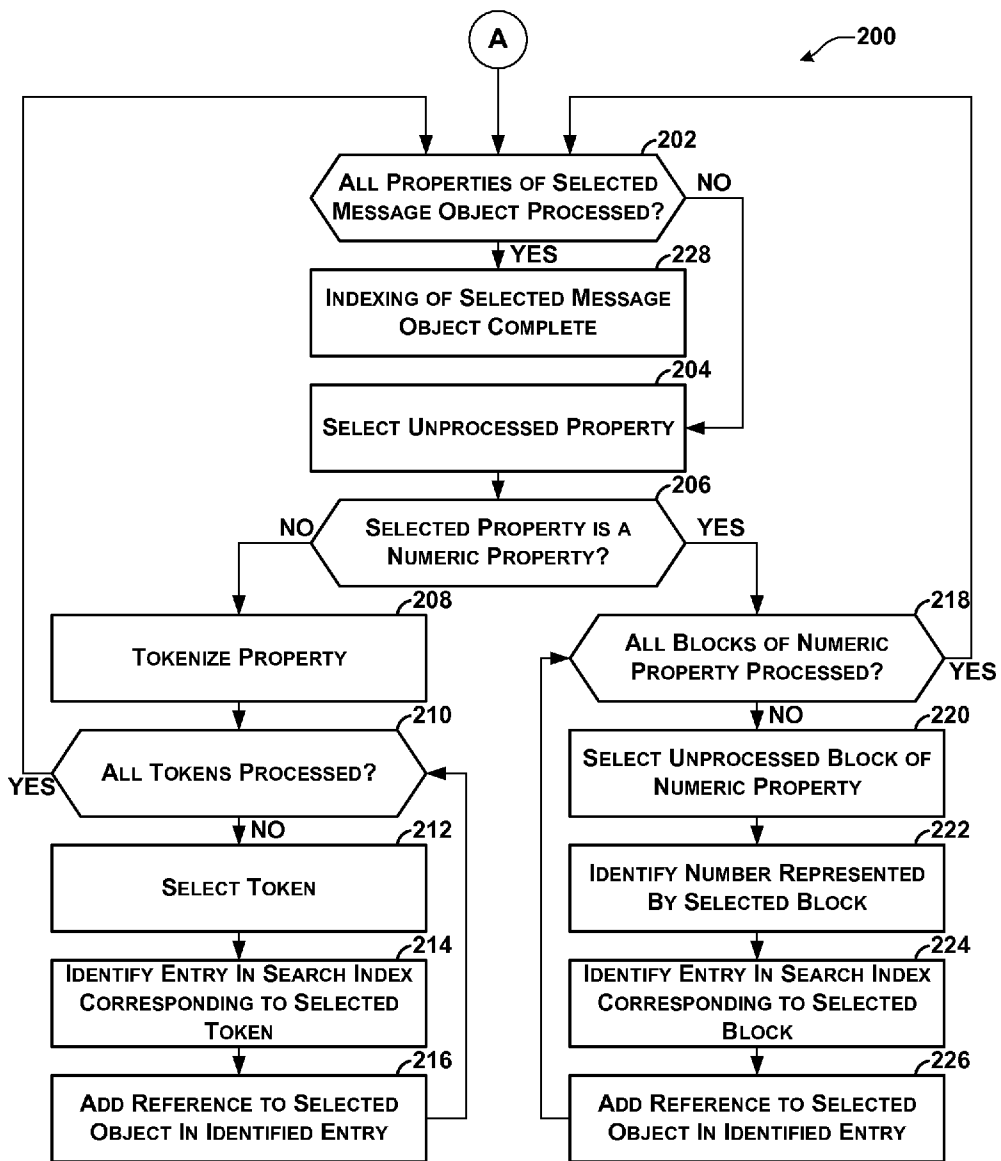 A
200
202
ALL PROPERTIES OF SELECTED
MESSAGE OBJECT PROCESSED?
NO
YES
228
INDEXING OF SELECTED MESSAGE
OBJECT COMPLETE
204
SELECT UNPROCESSED PROPERTY
206
NO
SELECTED PROPERTY IS A
NUMERIC PROPERTY?
YES
208
TOKENIZE PROPERTY
210
ALL TOKENS PROCESSED?
YES
NO
212
SELECT TOKEN
214
IDENTIFY ENTRY IN SEARCH INDEX
CORRESPONDING TO SELECTED
TOKEN
216
ADD REFERENCE TO SELECTED
OBJECT IN IDENTIFIED ENTRY
218
ALL BLOCKS OF NUMERIC
PROPERTY PROCESSED?
YES
NO
220
SELECT UNPROCESSED BLOCK OF
NUMERIC PROPERTY
222
IDENTIFY NUMBER REPRESENTED
BY SELECTED BLOCK
224
IDENTIFY ENTRY IN SEARCH INDEX
CORRESPONDING TO SELECTED
BLOCK
226
ADD REFERENCE TO SELECTED
OBJECT IN IDENTIFIED ENTRY